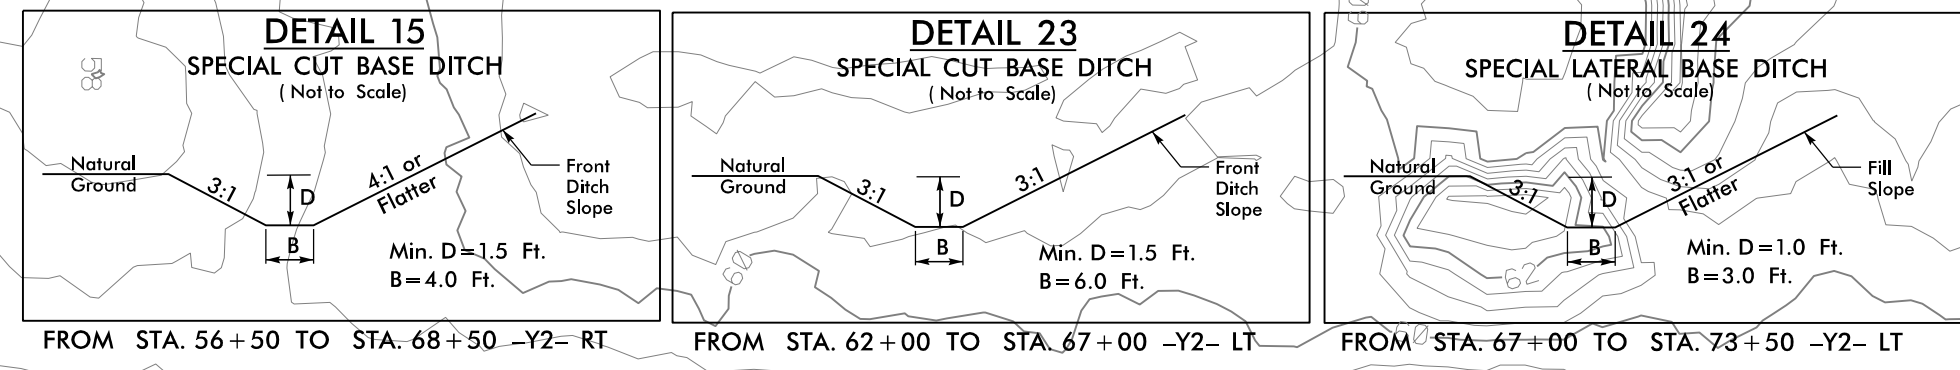 DETAIL 15
SPECIAL CUT BASE DITCH
( Not to Scale)
58
Natural
Ground
3:1
D
4:1 or
Flatter
Front
Ditch
Slope
B
Min. D=1.5 Ft.
B=4.0 Ft.
FROM STA. 56+50 TO STA. 68+50 -Y2- RT
DETAIL 23
SPECIAL CUT BASE DITCH
( Not to Scale)
Natural
Ground
3:1
D
3:1
Front
Ditch
Slope
B
Min. D=1.5 Ft.
B=6.0 Ft.
60
FROM STA. 62+00 TO STA. 67+00 -Y2- LT
DETAIL 24
SPECIAL LATERAL BASE DITCH
( Not to Scale)
Natural
Ground
3:1
D
3:1 or
Flatter
Fill
Slope
B
Min. D=1.0 Ft.
B=3.0 Ft.
62
60
FROM STA. 67+00 TO STA. 73+50 -Y2- LT